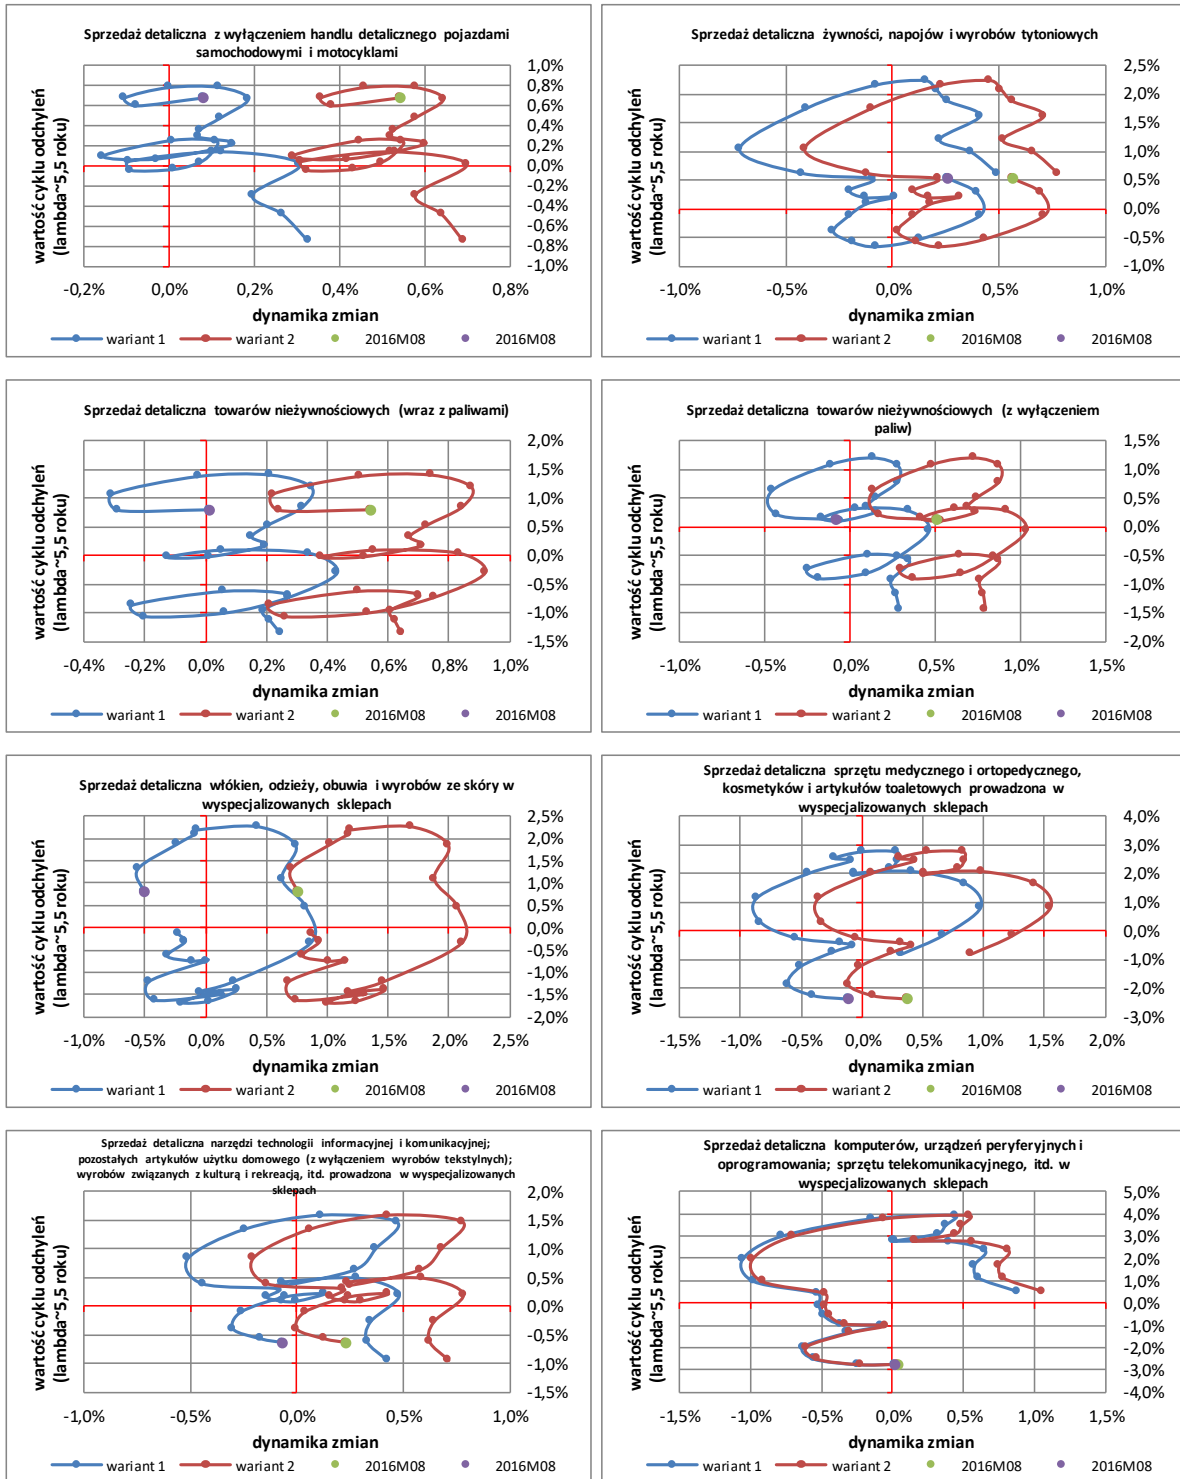 Sprzedaż detaliczna z wyłączeniem handlu detalicznego pojazdami
samochodowymi i motocyklami
wartość cyklu odchyleń
(lambda~5,5 roku)
1,0%
0,8%
0,6%
0,4%
0,2%
0,0%
-0,2%
-0,4%
-0,6%
-0,8%
-1,0%
-0,2% 0,0% 0,2% 0,4% 0,6% 0,8%
dynamika zmian
wariant 1 wariant 2 2016M08 2016M08
Sprzedaż detaliczna żywności, napojów i wyrobów tytoniowych
wartość cyklu odchyleń
(lambda~5,5 roku)
2,5%
2,0%
1,5%
1,0%
0,5%
0,0%
-0,5%
-1,0%
-1,0% -0,5% 0,0% 0,5% 1,0%
dynamika zmian
wariant 1 wariant 2 2016M08 2016M08
Sprzedaż detaliczna towarów nieżywnościowych (wraz z paliwami)
wartość cyklu odchyleń
(lambda~5,5 roku)
2,0%
1,5%
1,0%
0,5%
0,0%
-0,5%
-1,0%
-1,5%
-0,4% -0,2% 0,0% 0,2% 0,4% 0,6% 0,8% 1,0%
dynamika zmian
wariant 1 wariant 2 2016M08 2016M08
Sprzedaż detaliczna towarów nieżywnościowych (z wyłączeniem
paliw)
wartość cyklu odchyleń
(lambda~5,5 roku)
1,5%
1,0%
0,5%
0,0%
-0,5%
-1,0%
-1,5%
-2,0%
-1,0% -0,5% 0,0% 0,5% 1,0% 1,5%
dynamika zmian
wariant 1 wariant 2 2016M08 2016M08
Sprzedaż detaliczna włókien, odzieży, obuwia i wyrobów ze skóry w
wyspecjalizowanych sklepach
wartość cyklu odchyleń
(lambda~5,5 roku)
2,5%
2,0%
1,5%
1,0%
0,5%
0,0%
-0,5%
-1,0%
-1,5%
-2,0%
-1,0% -0,5% 0,0% 0,5% 1,0% 1,5% 2,0% 2,5%
dynamika zmian
wariant 1 wariant 2 2016M08 2016M08
Sprzedaż detaliczna sprzętu medycznego i ortopedycznego,
kosmetyków i artykułów toaletowych prowadzona w
wyspecjalizowanych sklepach
wartość cyklu odchyleń
(lambda~5,5 roku)
4,0%
3,0%
2,0%
1,0%
0,0%
-1,0%
-2,0%
-3,0%
-1,5% -1,0% -0,5% 0,0% 0,5% 1,0% 1,5% 2,0%
dynamika zmian
wariant 1 wariant 2 2016M08 2016M08
Sprzedaż detaliczna narzędzi technologii informacyjnej i komunikacyjnej;
pozostałych artykułów użytku domowego (z wyłączeniem wyrobów tekstylnych);
wyrobów związanych z kulturą i rekreacją, itd. prowadzona w wyspecjalizowanych
sklepach
wartość cyklu odchyleń
(lambda~5,5 roku)
2,0%
1,5%
1,0%
0,5%
0,0%
-0,5%
-1,0%
-1,5%
-1,0% -0,5% 0,0% 0,5% 1,0%
dynamika zmian
wariant 1 wariant 2 2016M08 2016M08
Sprzedaż detaliczna komputerów, urządzeń peryferyjnych i
oprogramowania; sprzętu telekomunikacyjnego, itd. w
wyspecjalizowanych sklepach
wartość cyklu odchyleń
(lambda~5,5 roku)
5,0%
4,0%
3,0%
2,0%
1,0%
0,0%
-1,0%
-2,0%
-3,0%
-4,0%
-1,5% -1,0% -0,5% 0,0% 0,5% 1,0% 1,5%
dynamika zmian
wariant 1 wariant 2 2016M08 2016M08